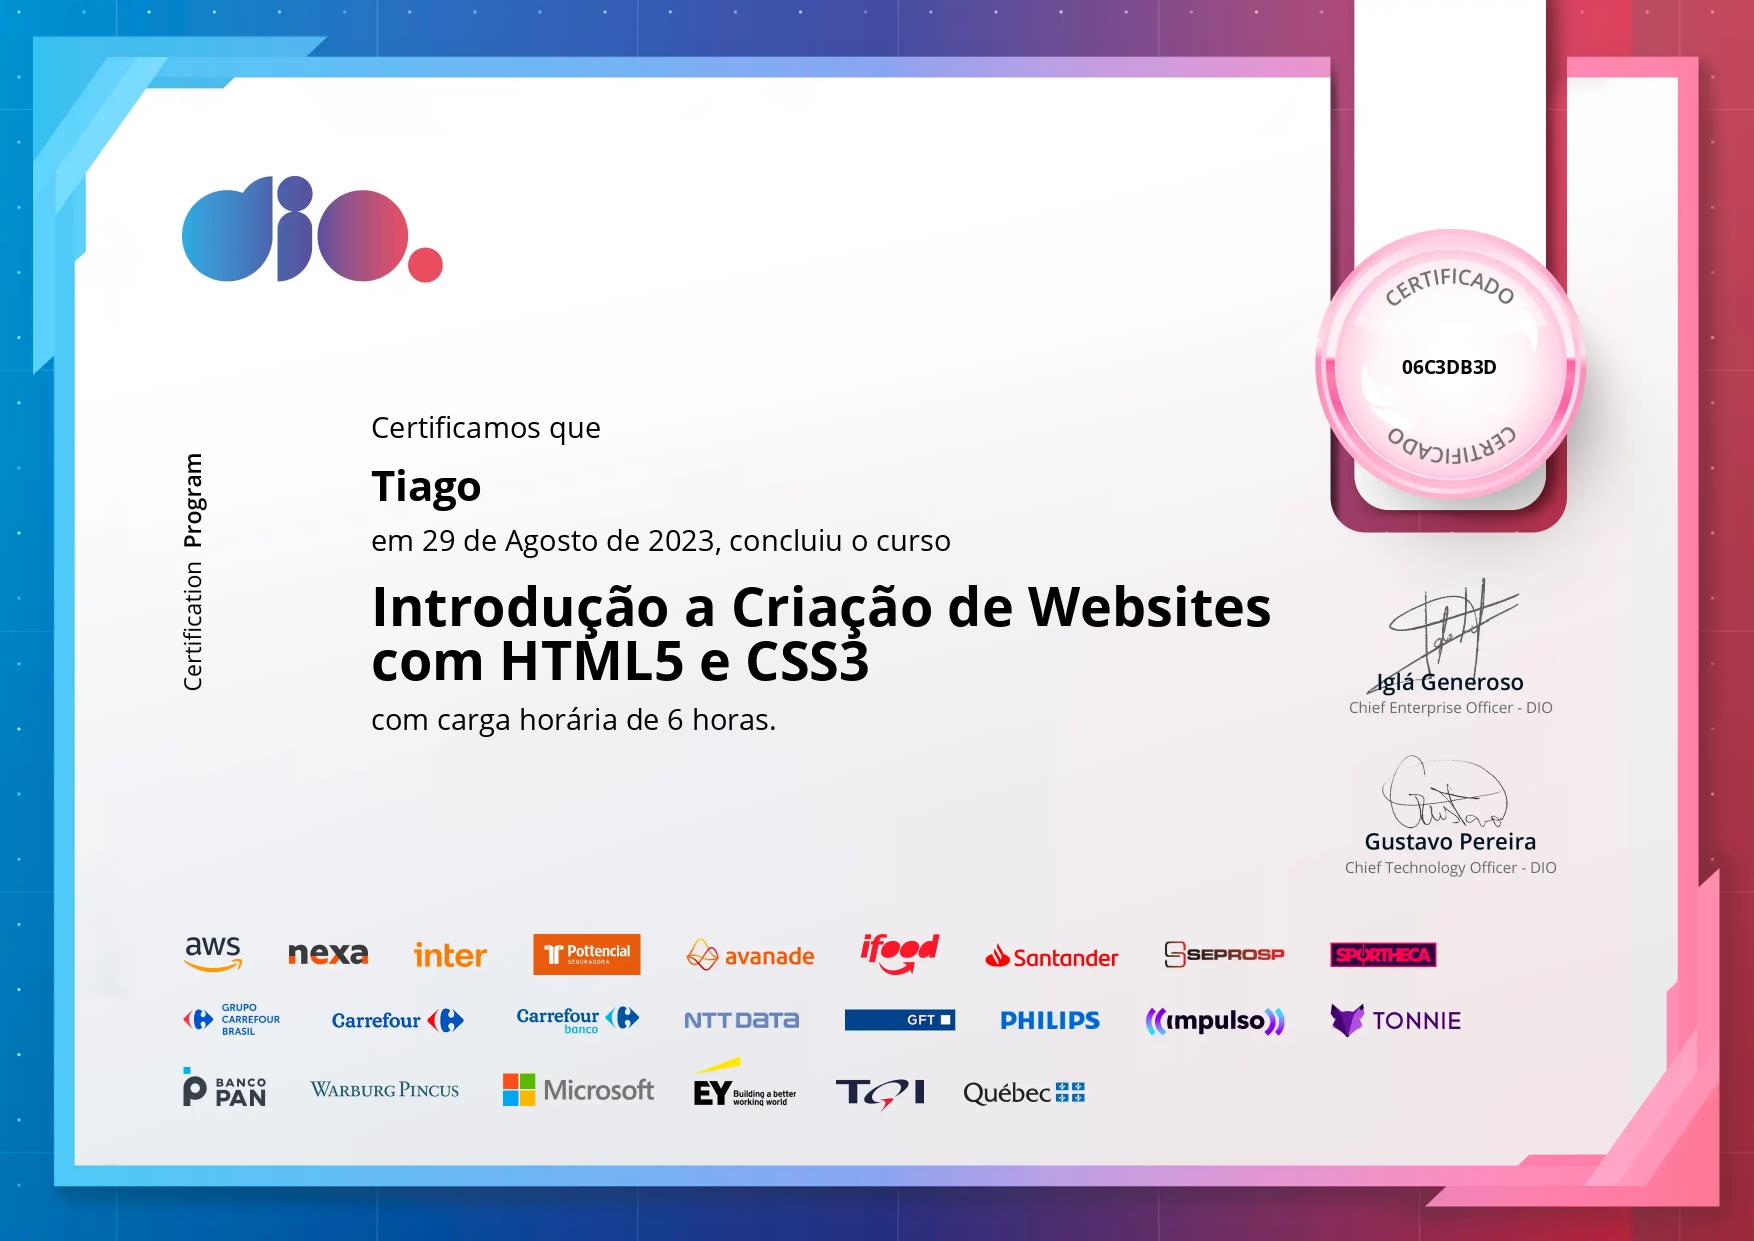 dio.
CERTIFICADO
06C3DB3D
CERTIFICADO
Certification Program
Certificamos que
Tiago
em 29 de Agosto de 2023, concluiu o curso
Introdução a Criação de Websites
com HTML5 e CSS3
com carga horária de 6 horas.
Iglá Generoso
Chief Enterprise Officer - DIO
Gustavo
Gustavo Pereira
Chief Technology Officer - DIO
aws nexa inter Pottencial SEGURADORA avanade ifood Santander SEPROSP SPORTHECA
GRUPO CARREFOUR BRASIL Carrefour Carrefour banco NTT DATA GFT PHILIPS impulso TONNIE
BANCO PAN WARBURG PINCUS Microsoft EY Building a better working world TQI Québec